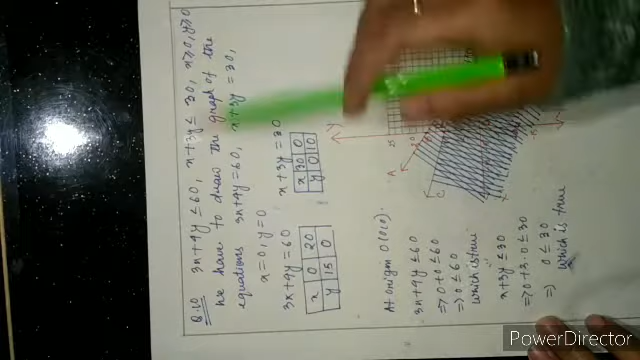 Q.10 3x+4y ≤ 60, x+3y ≤ 30, x≥0, y≥0
We have to draw the graph of the
equations 3x+4y=60, x+3y=30,
x=0, y=0
3x+4y=60
x 0 20
y 15 0
x+3y=30
x 30 0
y 0 10
At origin O(0,0).
3x+4y ≤ 60
⇒ 0+0 ≤ 60
⇒ 0 ≤ 60
which is true
x+3y ≤ 30
⇒ 0+3.0 ≤ 30
⇒ 0 ≤ 30
which is true
25
20
A
C
PowerDirector